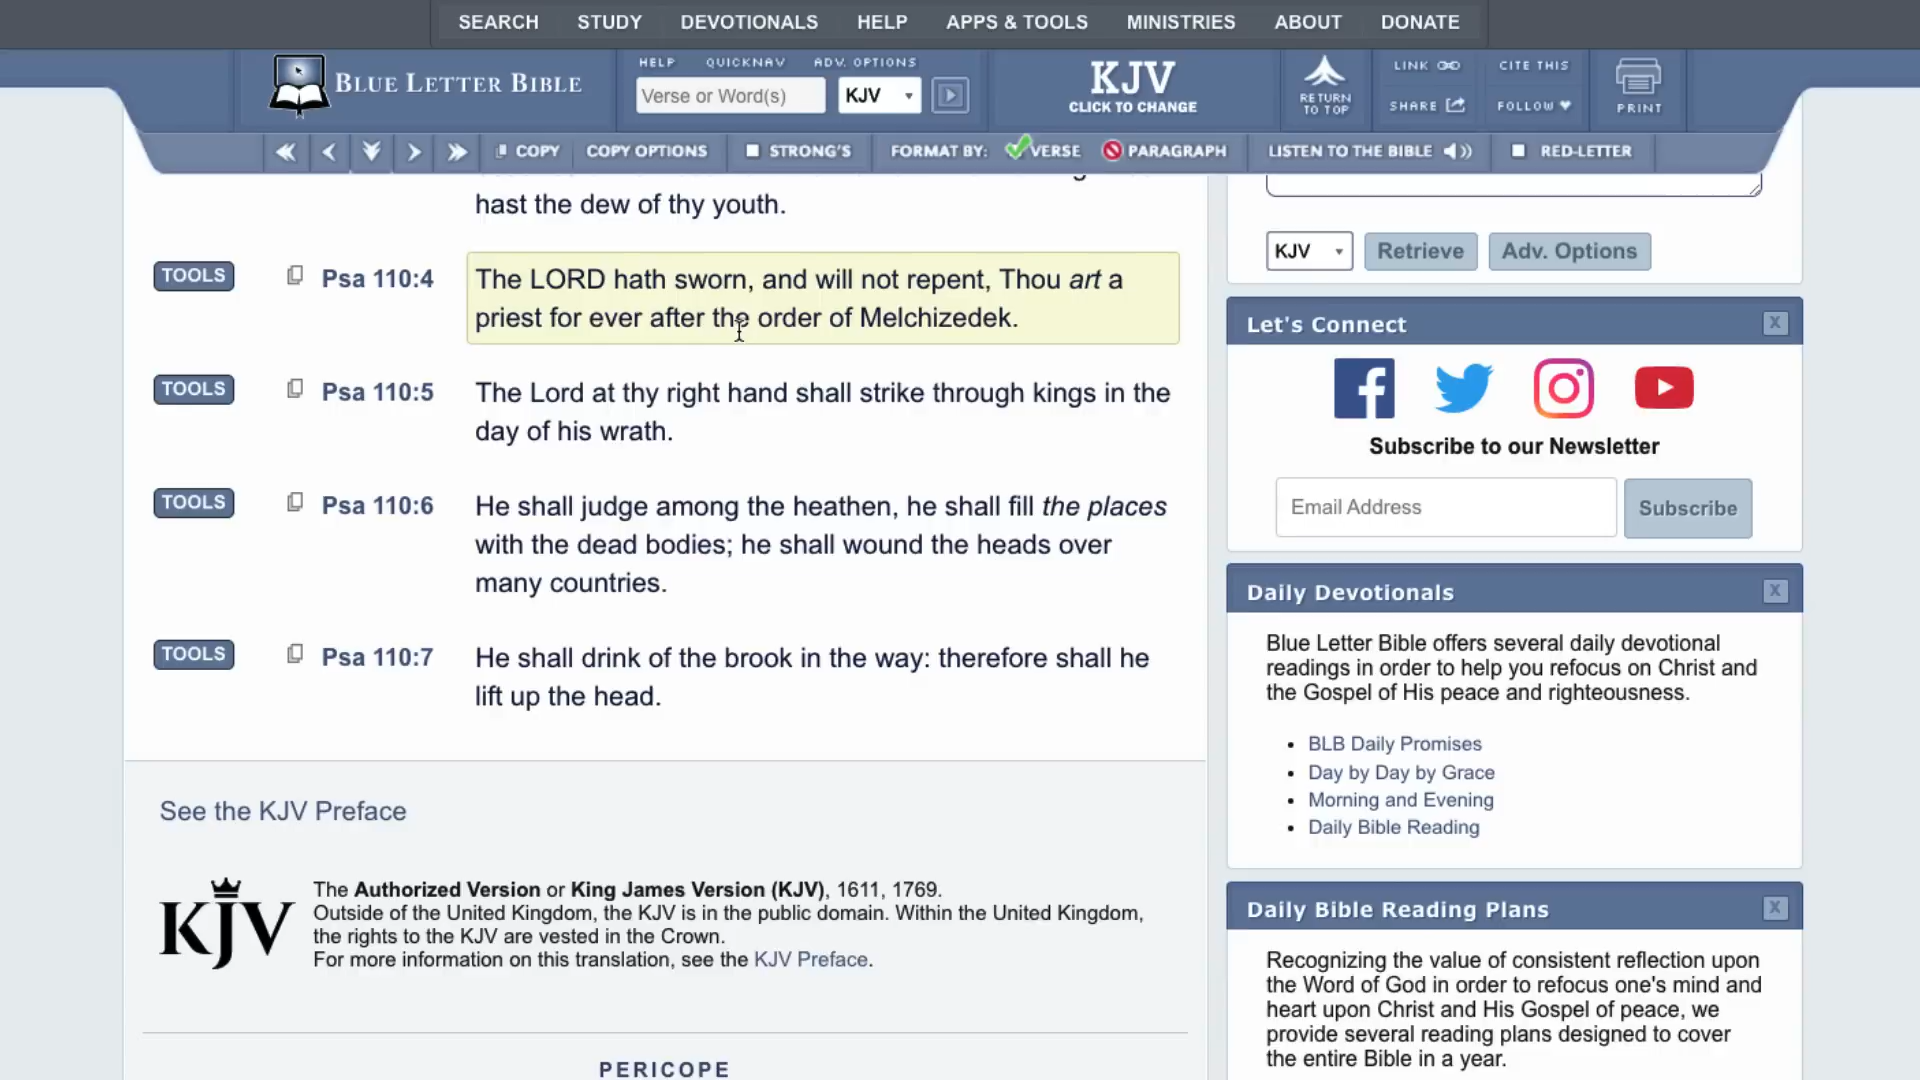 SEARCH STUDY DEVOTIONALS HELP APPS & TOOLS MINISTRIES ABOUT DONATE
BLUE LETTER BIBLE
HELP QUICKNAV ADV. OPTIONS
Verse or Word(s) KJV
KJV
CLICK TO CHANGE
RETURN
TO TOP
LINK
SHARE
CITE THIS
FOLLOW
PRINT
COPY COPY OPTIONS STRONG'S FORMAT BY: VERSE PARAGRAPH LISTEN TO THE BIBLE RED-LETTER
hast the dew of thy youth.
TOOLS Psa 110:4 The LORD hath sworn, and will not repent, Thou art a
priest for ever after the order of Melchizedek.
TOOLS Psa 110:5 The Lord at thy right hand shall strike through kings in the
day of his wrath.
TOOLS Psa 110:6 He shall judge among the heathen, he shall fill the places
with the dead bodies; he shall wound the heads over
many countries.
TOOLS Psa 110:7 He shall drink of the brook in the way: therefore shall he
lift up the head.
See the KJV Preface
KJV
The Authorized Version or King James Version (KJV), 1611, 1769.
Outside of the United Kingdom, the KJV is in the public domain. Within the United Kingdom,
the rights to the KJV are vested in the Crown.
For more information on this translation, see the KJV Preface.
PERICOPE
KJV Retrieve Adv. Options
Let's Connect X
Subscribe to our Newsletter
Email Address Subscribe
Daily Devotionals X
Blue Letter Bible offers several daily devotional
readings in order to help you refocus on Christ and
the Gospel of His peace and righteousness.
• BLB Daily Promises
• Day by Day by Grace
• Morning and Evening
• Daily Bible Reading
Daily Bible Reading Plans X
Recognizing the value of consistent reflection upon
the Word of God in order to refocus one's mind and
heart upon Christ and His Gospel of peace, we
provide several reading plans designed to cover
the entire Bible in a year.